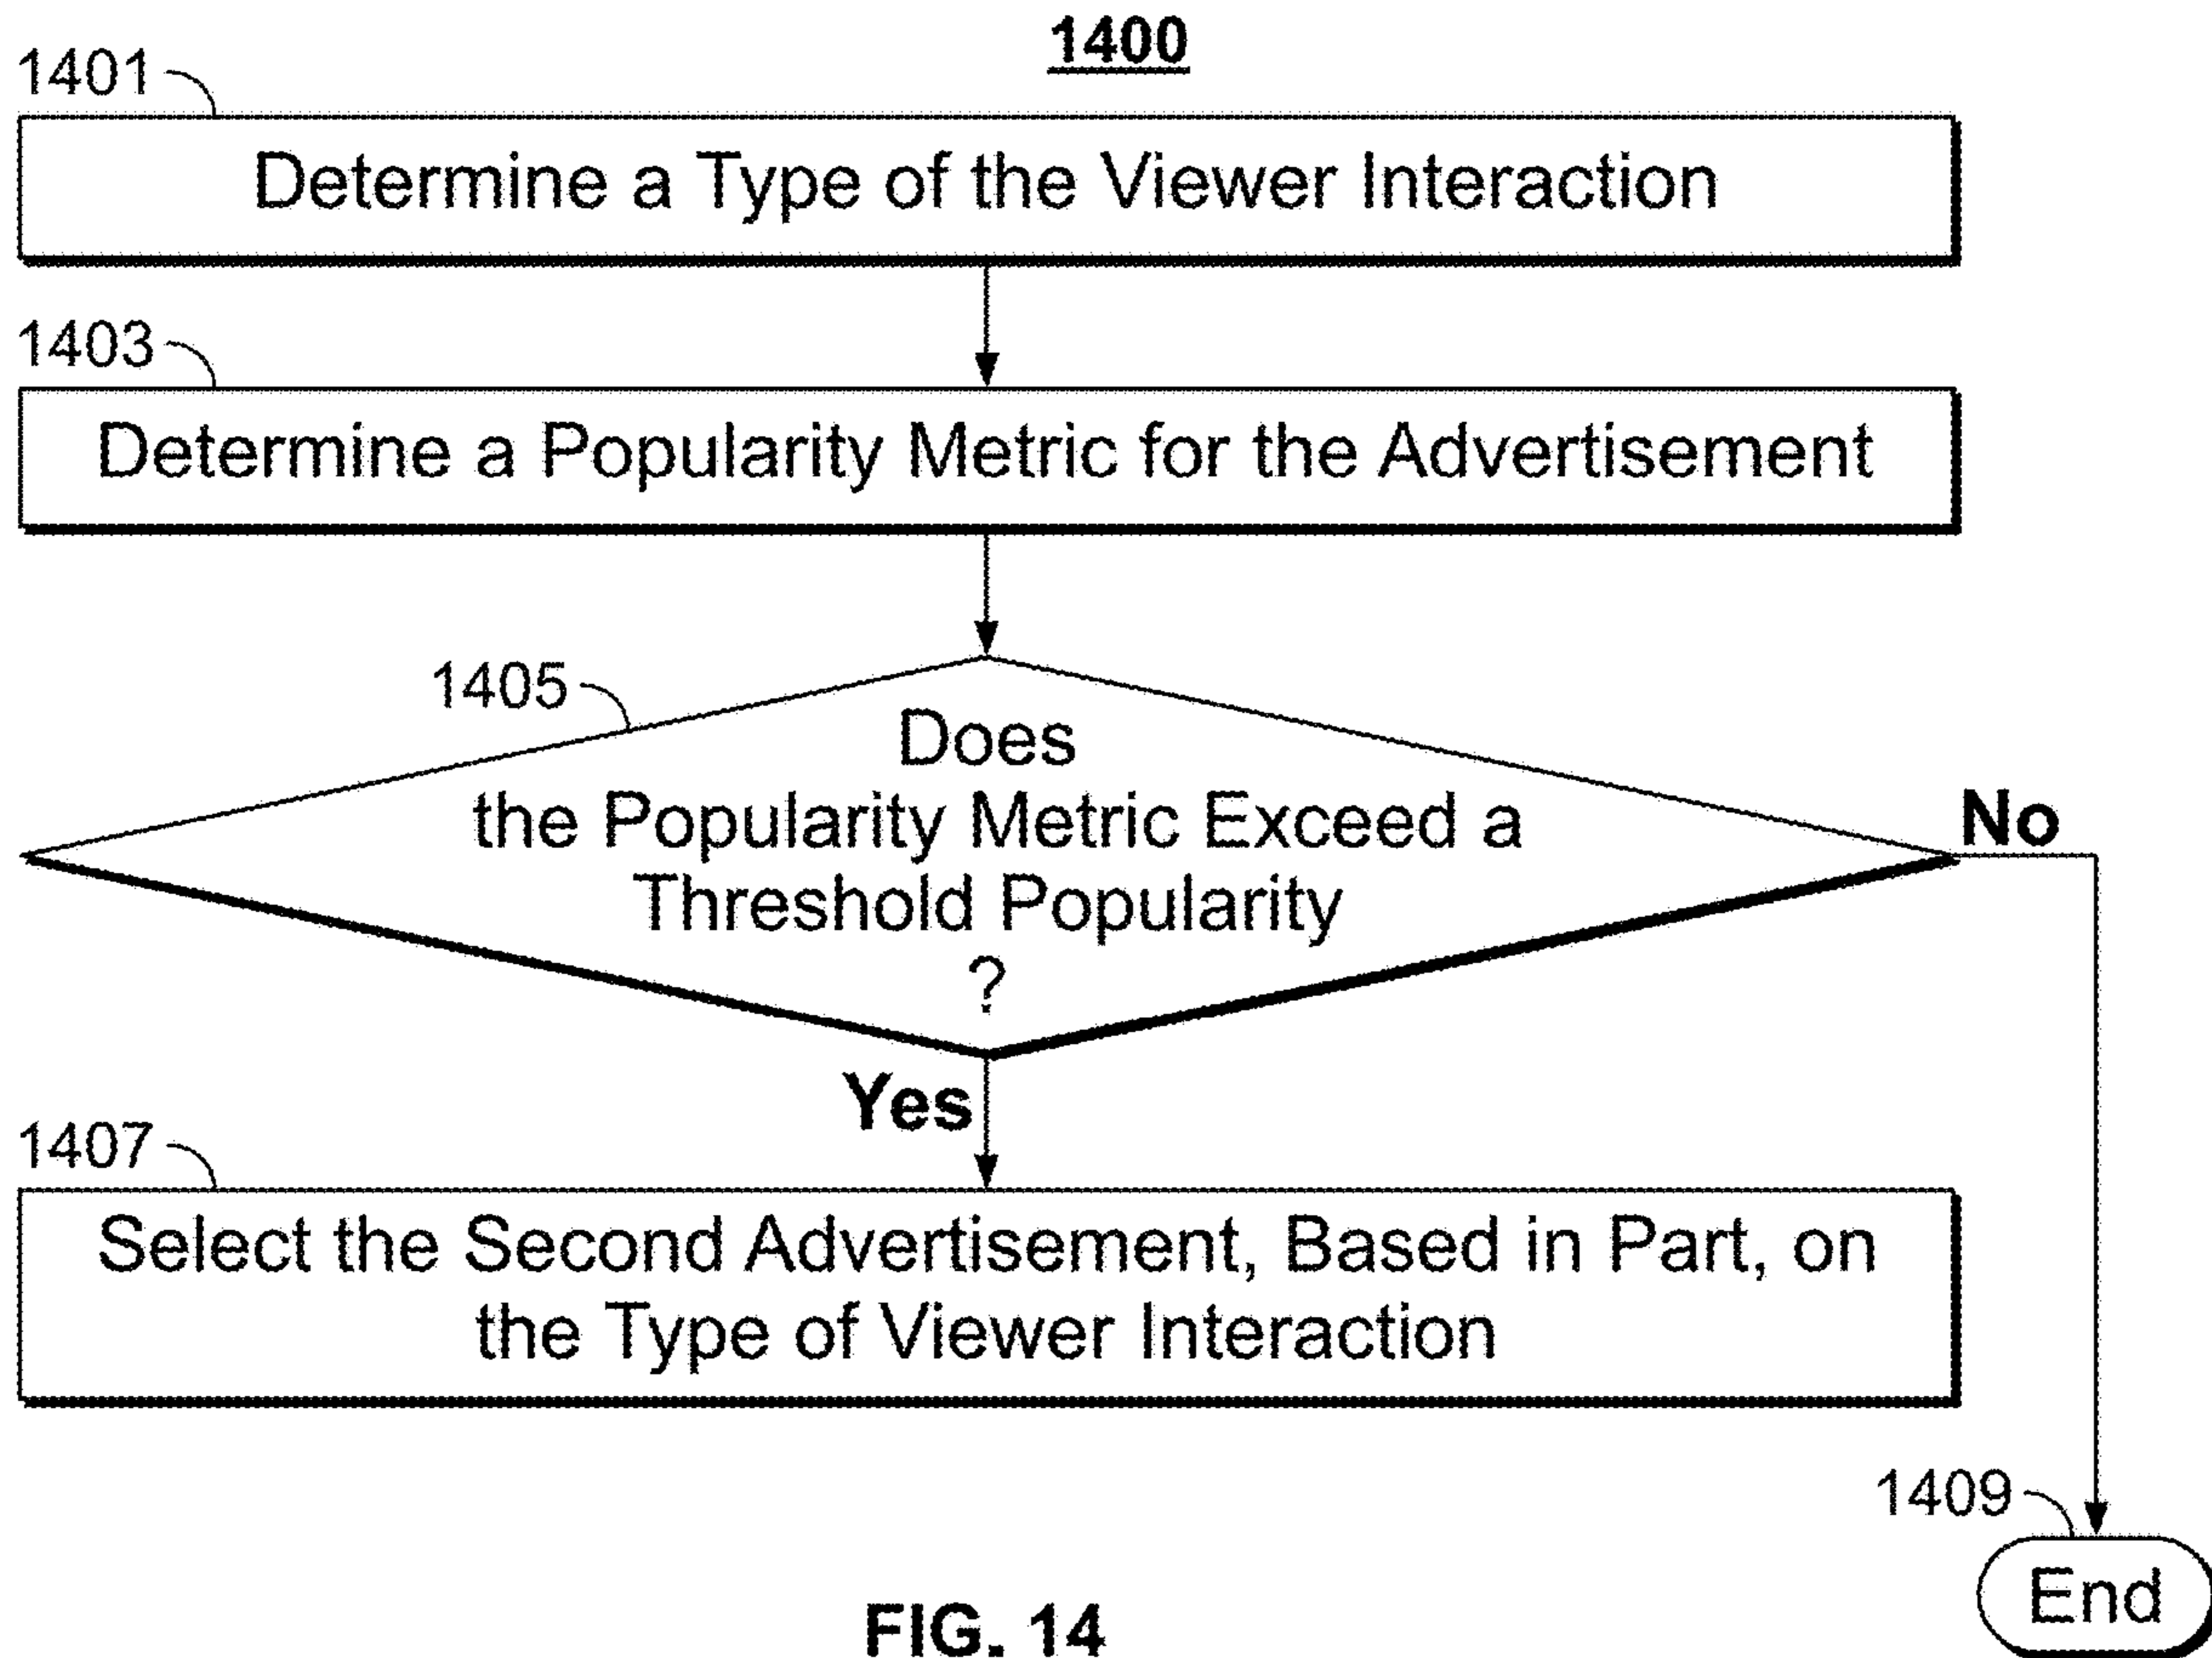 1400
1401
Determine a Type of the Viewer Interaction
1403
Determine a Popularity Metric for the Advertisement
1405
Does
the Popularity Metric Exceed a
Threshold Popularity
?
No
Yes
1407
Select the Second Advertisement, Based in Part, on
the Type of Viewer Interaction
1409
End
FIG. 14